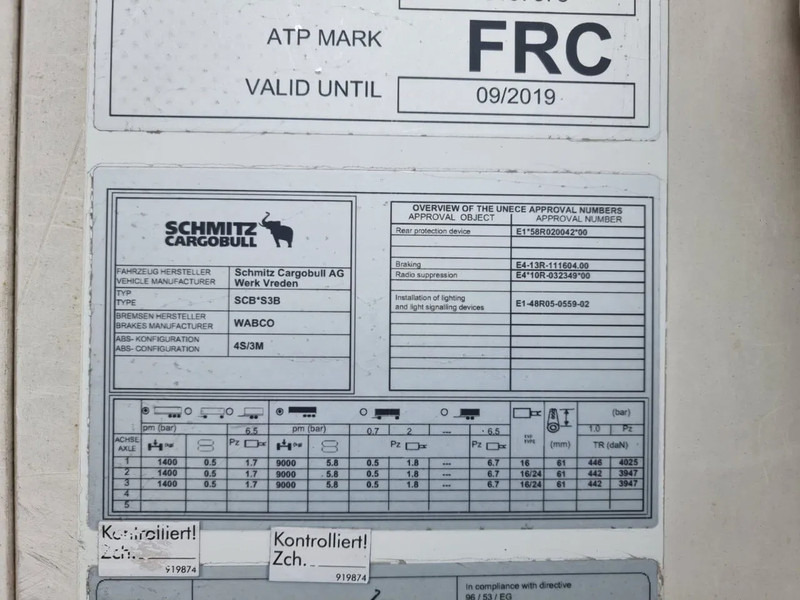 ATP MARK FRC
VALID UNTIL 09/2019
SCHMITZ
CARGOBULL
FAHRZEUG HERSTELLER
VEHICLE MANUFACTURER
Schmitz Cargobull AG
Werk Vreden
TYP
TYPE
SCB*S3B
BREMSEN HERSTELLER
BRAKES MANUFACTURER
WABCO
ABS- KONFIGURATION
ABS- CONFIGURATION
4S/3M
OVERVIEW OF THE UNECE APPROVAL NUMBERS
APPROVAL OBJECT APPROVAL NUMBER
Rear protection device E1*58R020042*00
Braking E4-13R-111604.00
Radio suppression E4*10R-032349*00
Installation of lighting
and light signalling devices
E1-48R05-0559-02
(bar)
pm (bar) 6.5 pm (bar) 0.7 2 ... 6.5 1.0 Pz
ACHSE
AXLE
Pz Pz Pz TYP
TYPE
(mm) TR (daN)
1 1400 0.5 1.7 9000 5.8 0.5 1.8 --- 6.7 16 61 446 4025
2 1400 0.5 1.7 9000 5.8 0.5 1.8 --- 6.7 16/24 61 442 3947
3 1400 0.5 1.7 9000 5.8 0.5 1.8 --- 6.7 16/24 61 442 3947
4
5
Kontrolliert!
Zch.
919874
Kontrolliert!
Zch.
919874
In compliance with directive
96 / 53 / EG